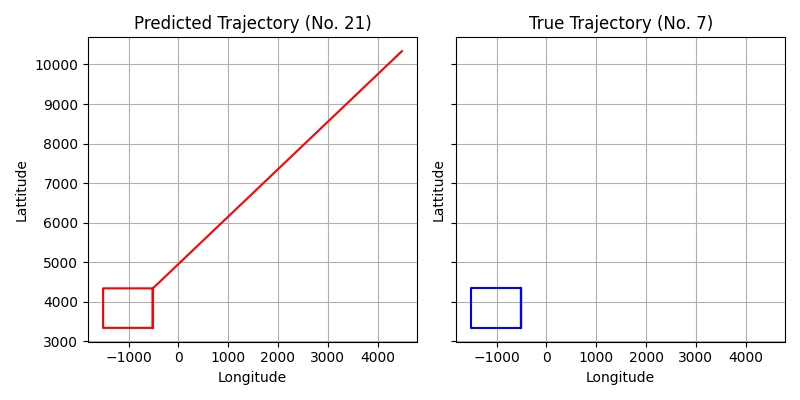 Predicted Trajectory (No. 21)
True Trajectory (No. 7)
Lattitude
10000
9000
8000
7000
6000
5000
4000
3000
−1000 0 1000 2000 3000 4000
Longitude
Lattitude
−1000 0 1000 2000 3000 4000
Longitude